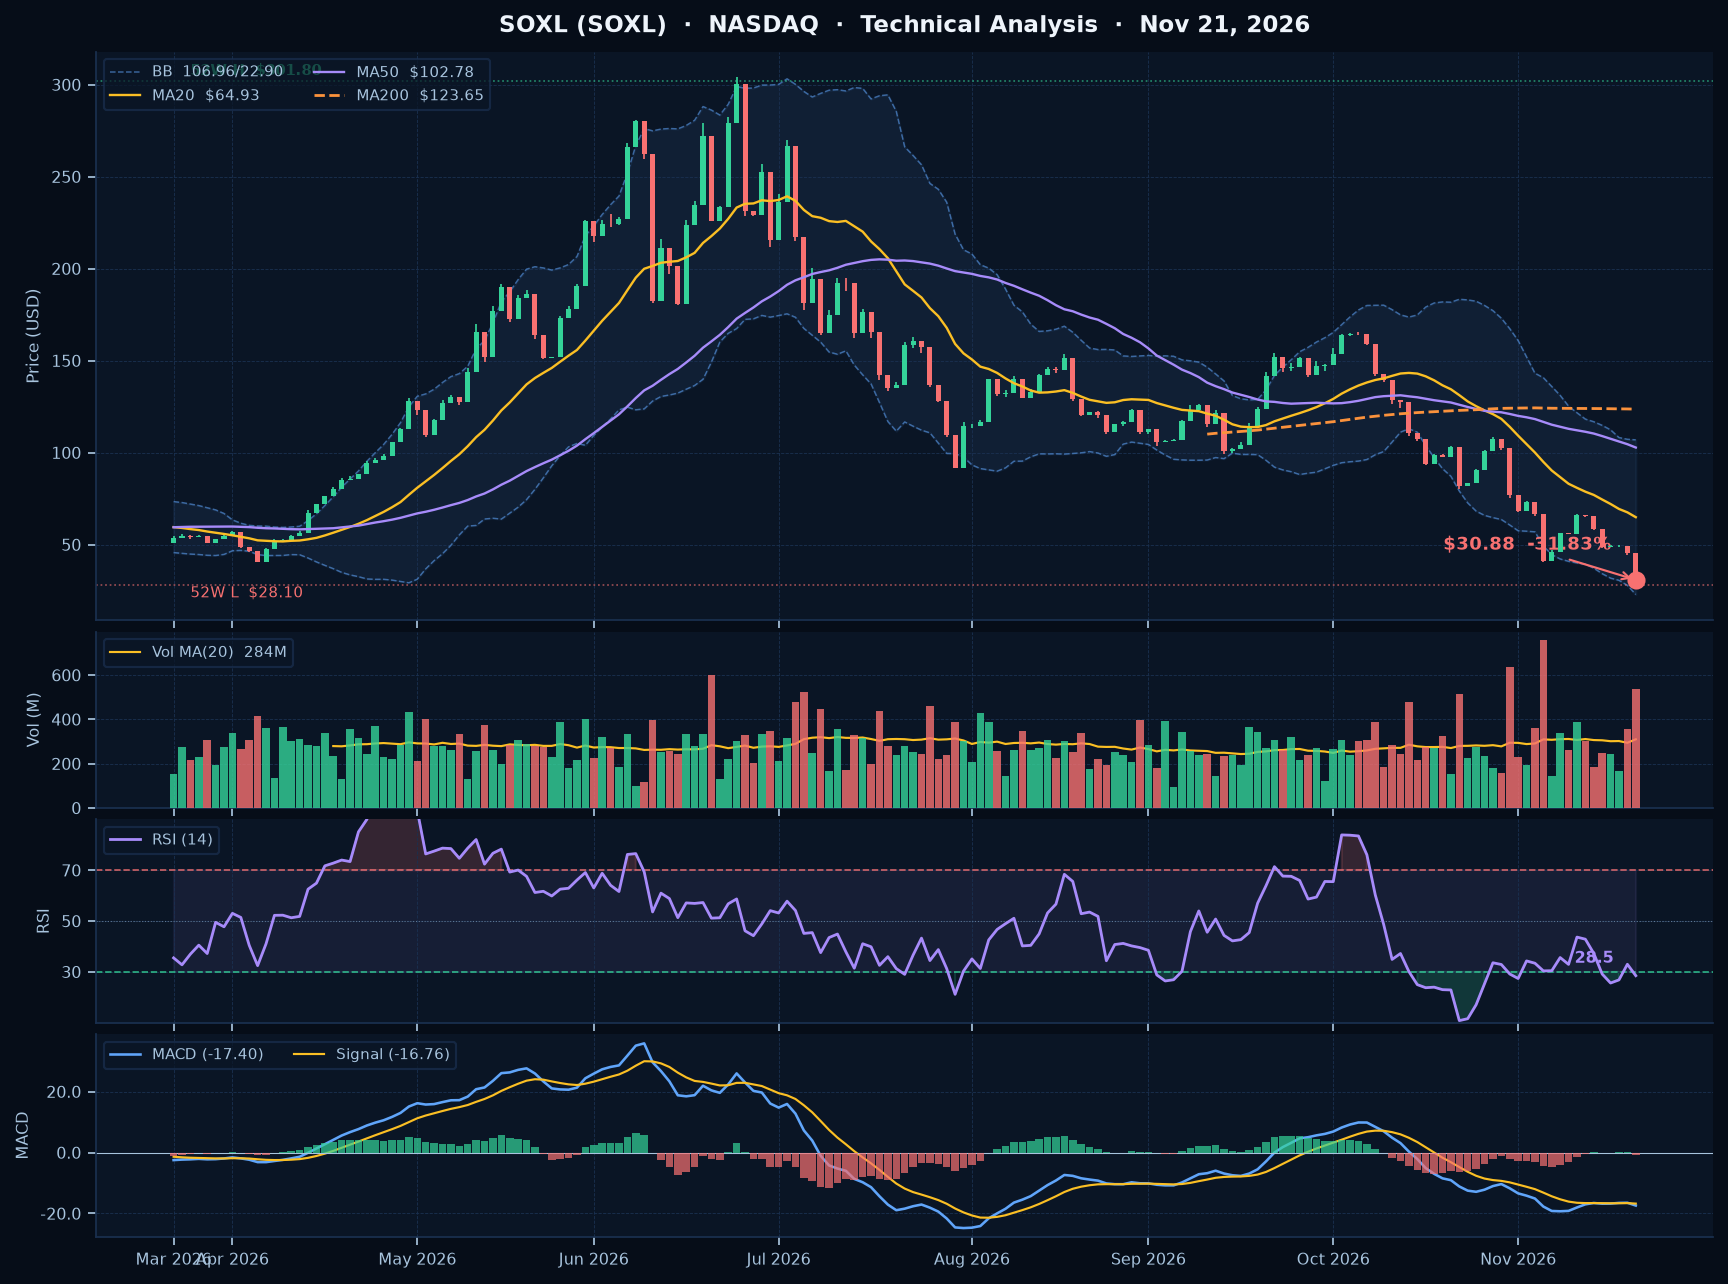 SOXL (SOXL) · NASDAQ · Technical Analysis · Nov 21, 2026
BB 106.96/22.90
MA50 $102.78
MA20 $64.93
MA200 $123.65
Price (USD)
300
250
200
150
100
50
$30.88 -31.83%
52W L $28.10
Vol MA(20) 284M
Vol (M)
600
400
200
0
RSI (14)
RSI
70
50
30
28.5
MACD (-17.40)
Signal (-16.76)
MACD
20.0
0.0
-20.0
Mar 2026
Apr 2026
May 2026
Jun 2026
Jul 2026
Aug 2026
Sep 2026
Oct 2026
Nov 2026